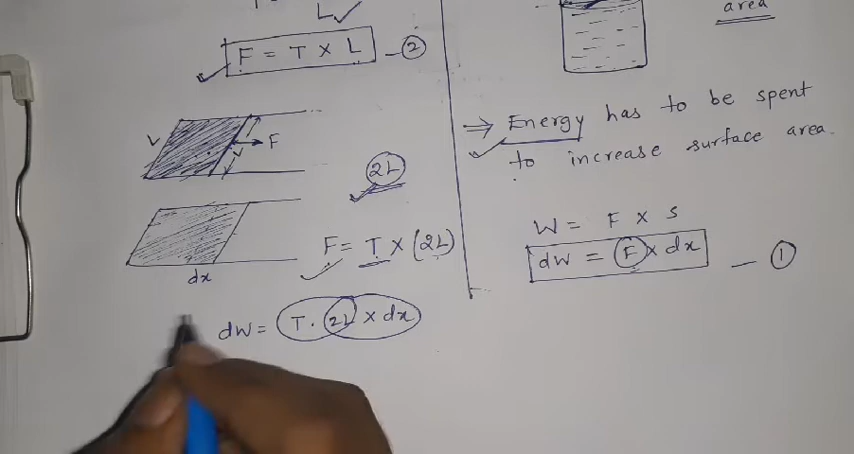 L
F = T × L — ②
F
2L
F = T × (2L)
dx
dW = T . 2L × dx
area
⇒ Energy has to be spent
to increase surface area.
W = F × S
dW = F × dx — ①